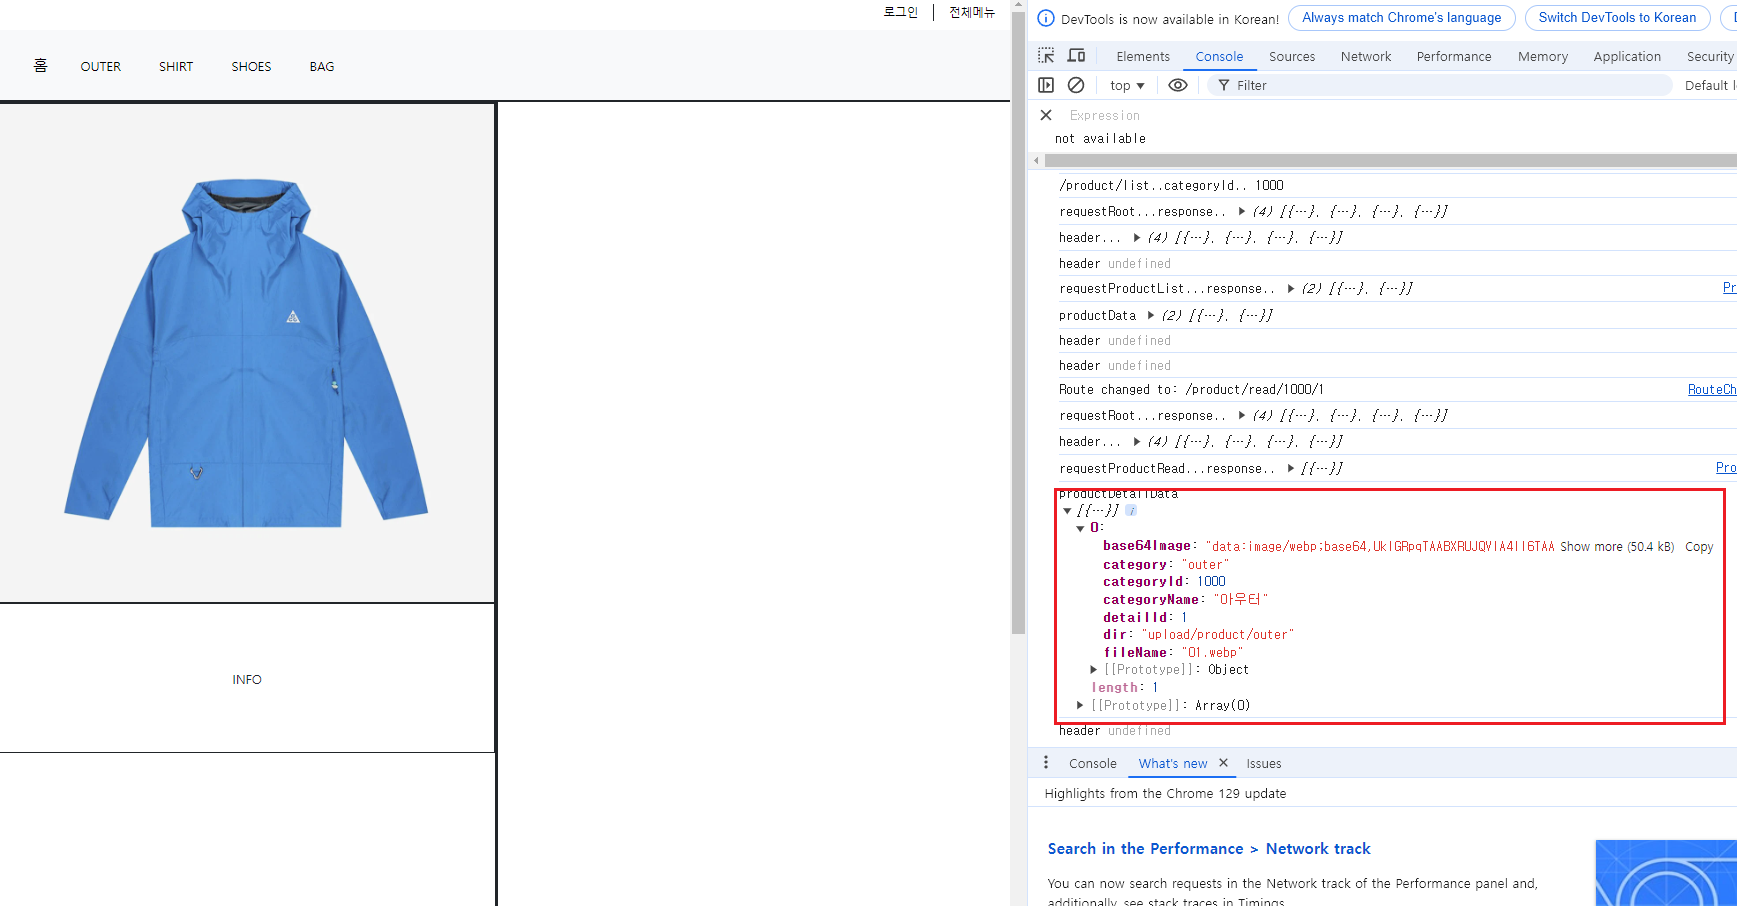 로그인 | 전체메뉴
홈 OUTER SHIRT SHOES BAG
INFO
DevTools is now available in Korean! Always match Chrome's language Switch DevTools to Korean
Elements Console Sources Network Performance Memory Application Security
top ▼ Filter Default
Expression
not available
/product/list..categoryId.. 1000
requestRoot...response.. ▶ (4) [{…}, {…}, {…}, {…}]
header... ▶ (4) [{…}, {…}, {…}, {…}]
header undefined
requestProductList...response.. ▶ (2) [{…}, {…}] Pr
productData ▶ (2) [{…}, {…}]
header undefined
header undefined
Route changed to: /product/read/1000/1 RouteCh
requestRoot...response.. ▶ (4) [{…}, {…}, {…}, {…}]
header... ▶ (4) [{…}, {…}, {…}, {…}]
requestProductRead...response.. ▶ [{…}] Pro
productDetailData
▼ [{…}] i
▼ 0:
base64Image: "data:image/webp;base64, Show more (50.4 kB) Copy
category: "outer"
categoryId: 1000
categoryName: "아우터"
detailId: 1
dir: "upload/product/outer"
fileName: "01.webp"
▶ [[Prototype]]: Object
length: 1
▶ [[Prototype]]: Array(0)
header undefined
Console What's new Issues
Highlights from the Chrome 129 update
Search in the Performance > Network track
You can now search requests in the Network track of the Performance panel and,
additionally, see stack traces in Timings.